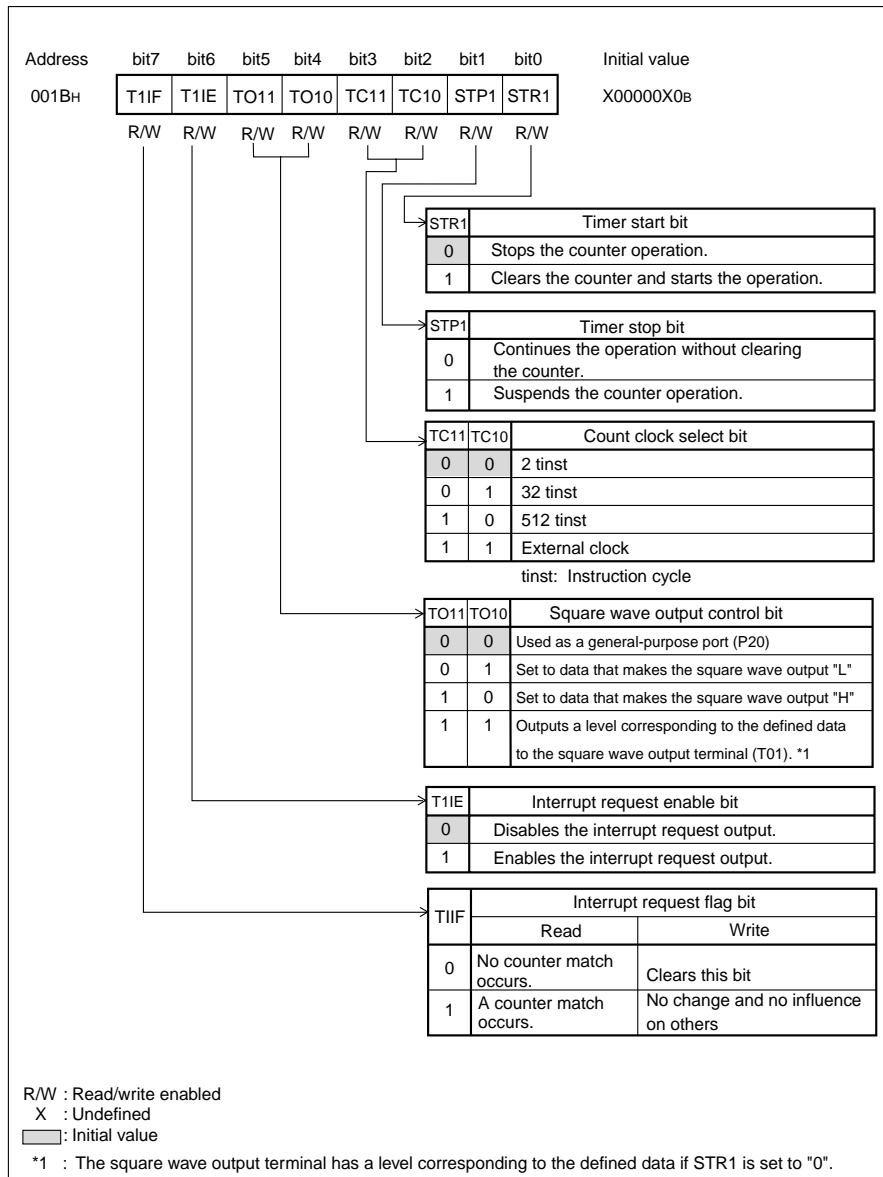 Address bit7 bit6 bit5 bit4 bit3 bit2 bit1 bit0 Initial value
001BH T1IF T1IE TO11 TO10 TC11 TC10 STP1 STR1 X00000X0B
R/W R/W R/W R/W R/W R/W R/W R/W
STR1 Timer start bit
0 Stops the counter operation.
1 Clears the counter and starts the operation.
STP1 Timer stop bit
0 Continues the operation without clearing
the counter.
1 Suspends the counter operation.
TC11 TC10 Count clock select bit
0 0 2 tinst
0 1 32 tinst
1 0 512 tinst
1 1 External clock
tinst: Instruction cycle
TO11 TO10 Square wave output control bit
0 0 Used as a general-purpose port (P20)
0 1 Set to data that makes the square wave output "L"
1 0 Set to data that makes the square wave output "H"
1 1 Outputs a level corresponding to the defined data
to the square wave output terminal (T01). *1
T1IE Interrupt request enable bit
0 Disables the interrupt request output.
1 Enables the interrupt request output.
TIIF Interrupt request flag bit
Read Write
0 No counter match
occurs. Clears this bit
1 A counter match
occurs. No change and no influence
on others
R/W : Read/write enabled
X : Undefined
: Initial value
*1 : The square wave output terminal has a level corresponding to the defined data if STR1 is set to "0".